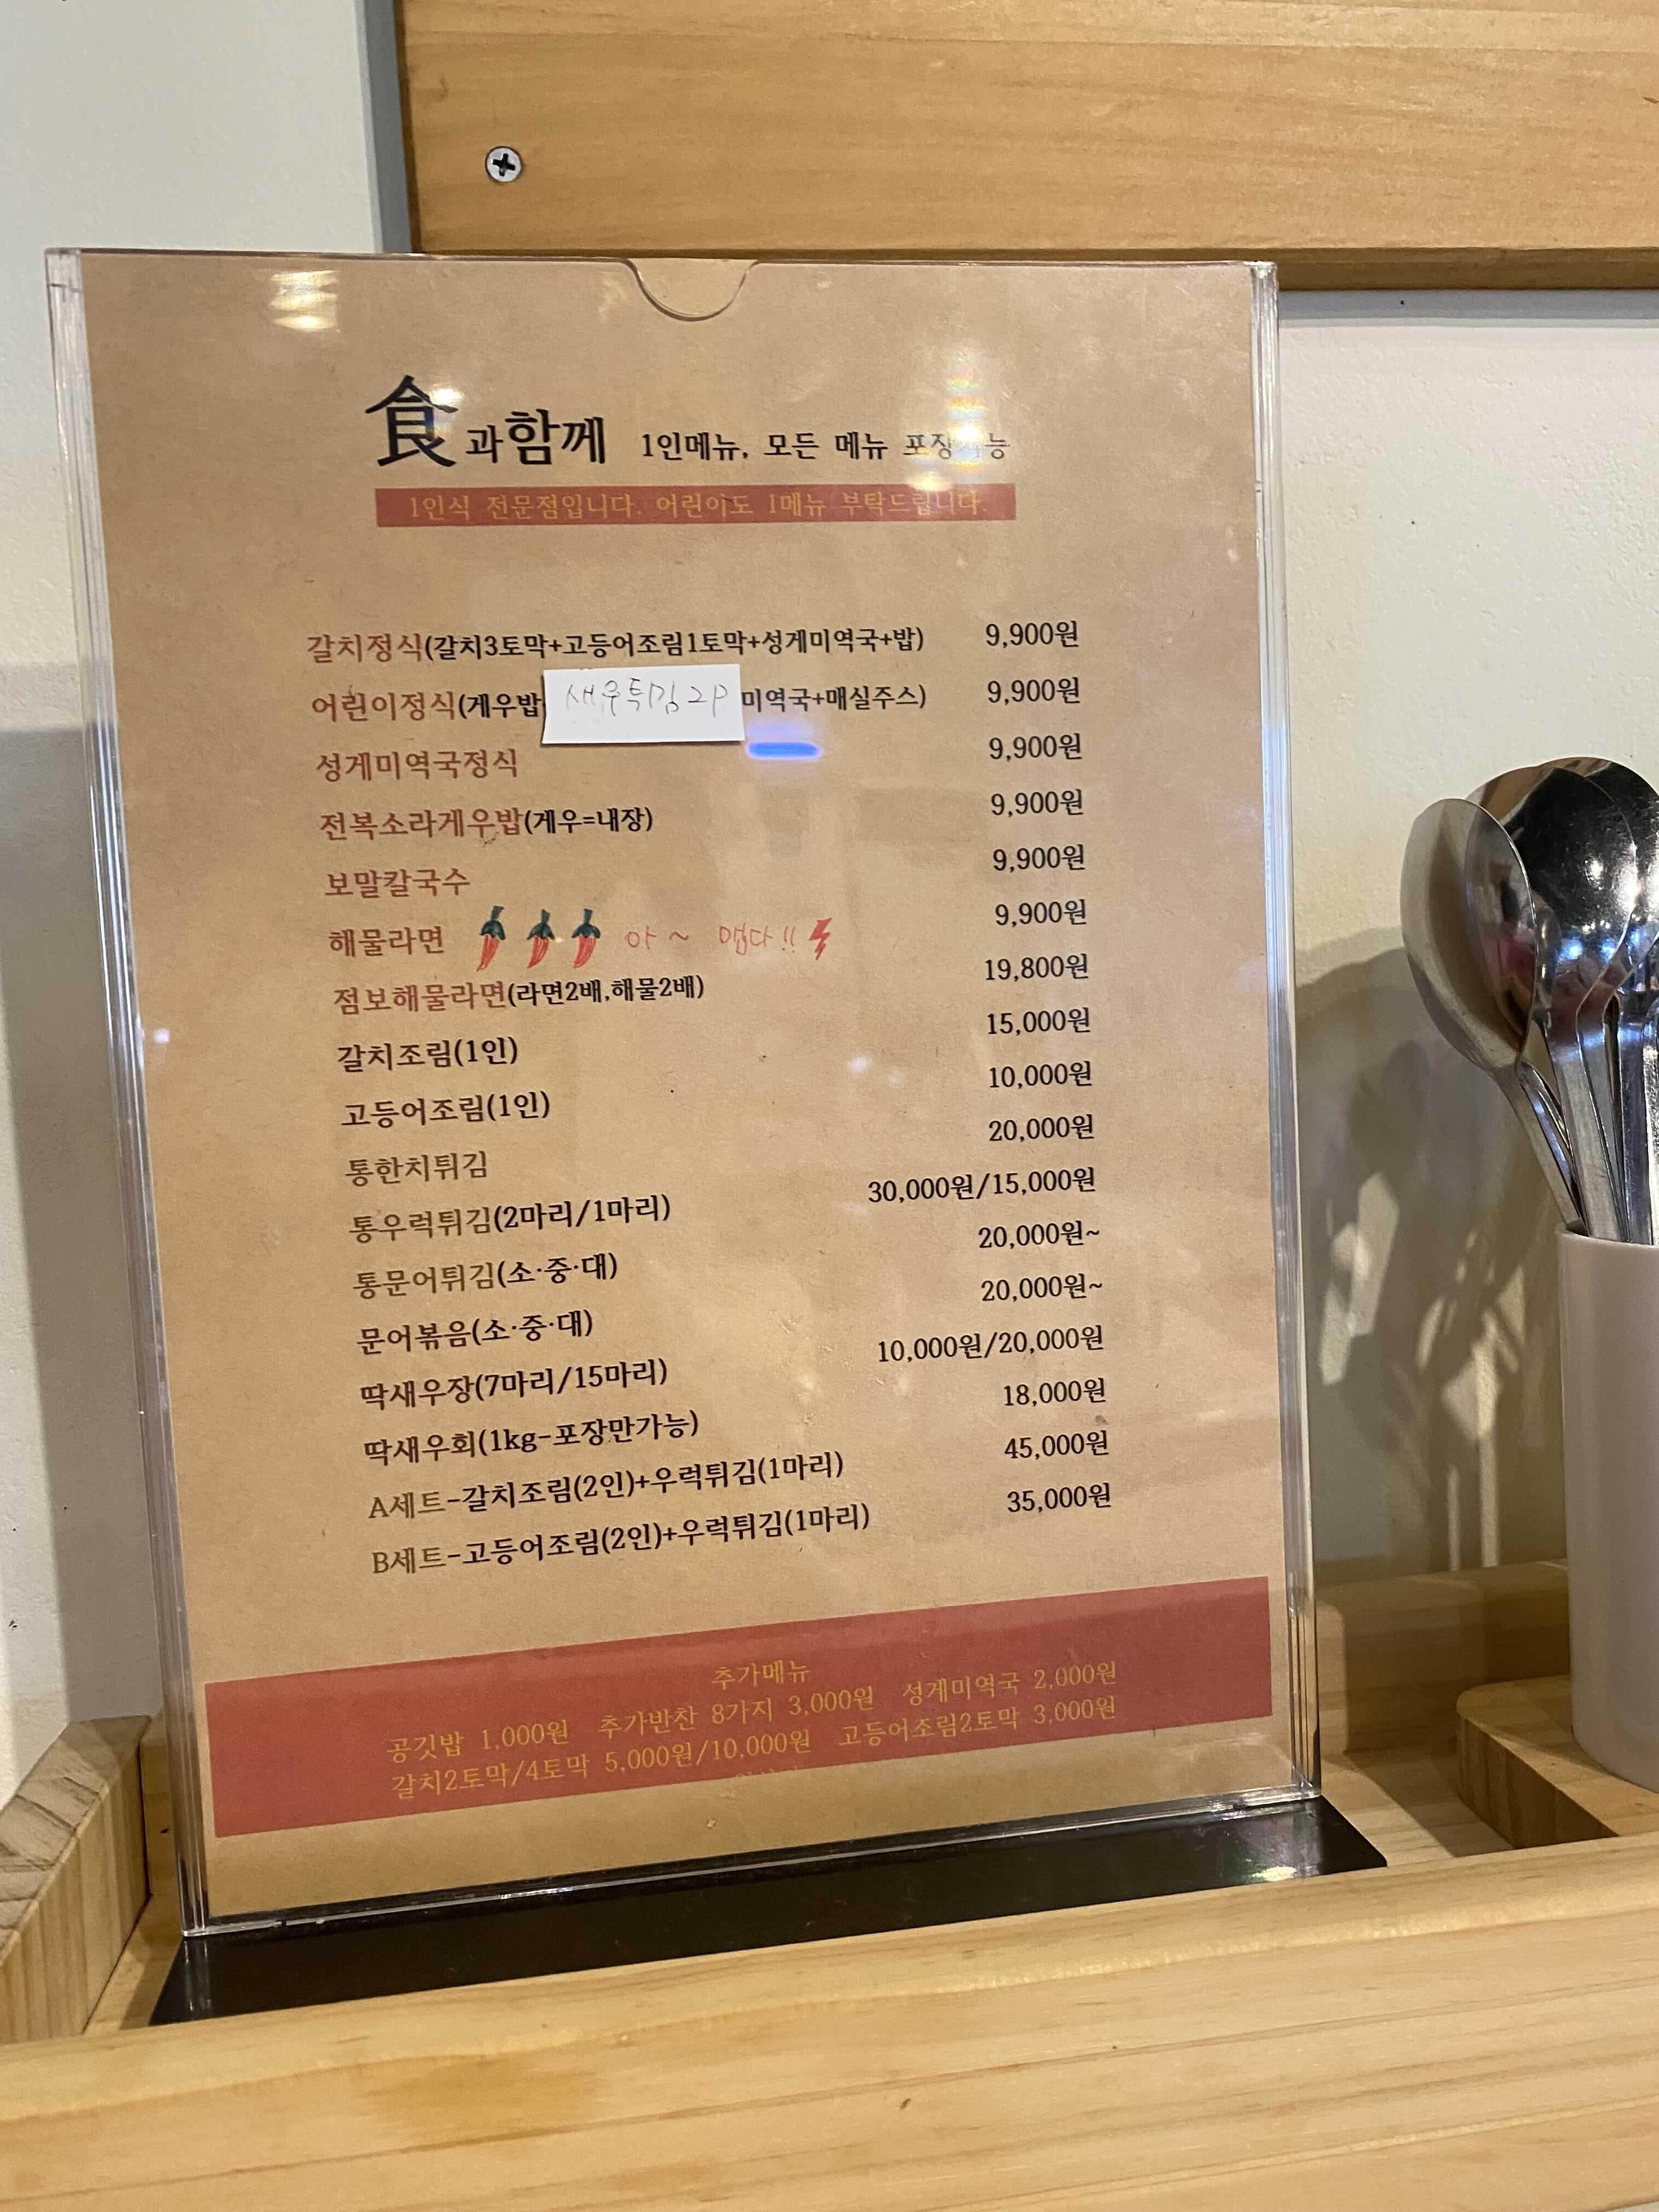 食과함께 1인메뉴, 모든 메뉴 포장가능
1인식 전문점입니다. 어린이도 1메뉴 부탁드립니다.
갈치정식(갈치3토막+고등어조림1토막+성게미역국+밥) 9,900원
어린이정식(게우밥 새우튀김2P 미역국+매실주스) 9,900원
성게미역국정식 9,900원
전복소라게우밥(게우=내장) 9,900원
보말칼국수 9,900원
해물라면 아~ 맵다!! 9,900원
점보해물라면(라면2배,해물2배) 19,800원
갈치조림(1인) 15,000원
고등어조림(1인) 10,000원
통한치튀김 20,000원
통우럭튀김(2마리/1마리) 30,000원/15,000원
통문어튀김(소·중·대) 20,000원~
문어볶음(소·중·대) 20,000원~
딱새우장(7마리/15마리) 10,000원/20,000원
딱새우회(1kg-포장만가능) 18,000원
A세트-갈치조림(2인)+우럭튀김(1마리) 45,000원
B세트-고등어조림(2인)+우럭튀김(1마리) 35,000원
추가메뉴
공깃밥 1,000원 추가반찬 8가지 3,000원 성게미역국 2,000원
갈치2토막/4토막 5,000원/10,000원 고등어조림2토막 3,000원